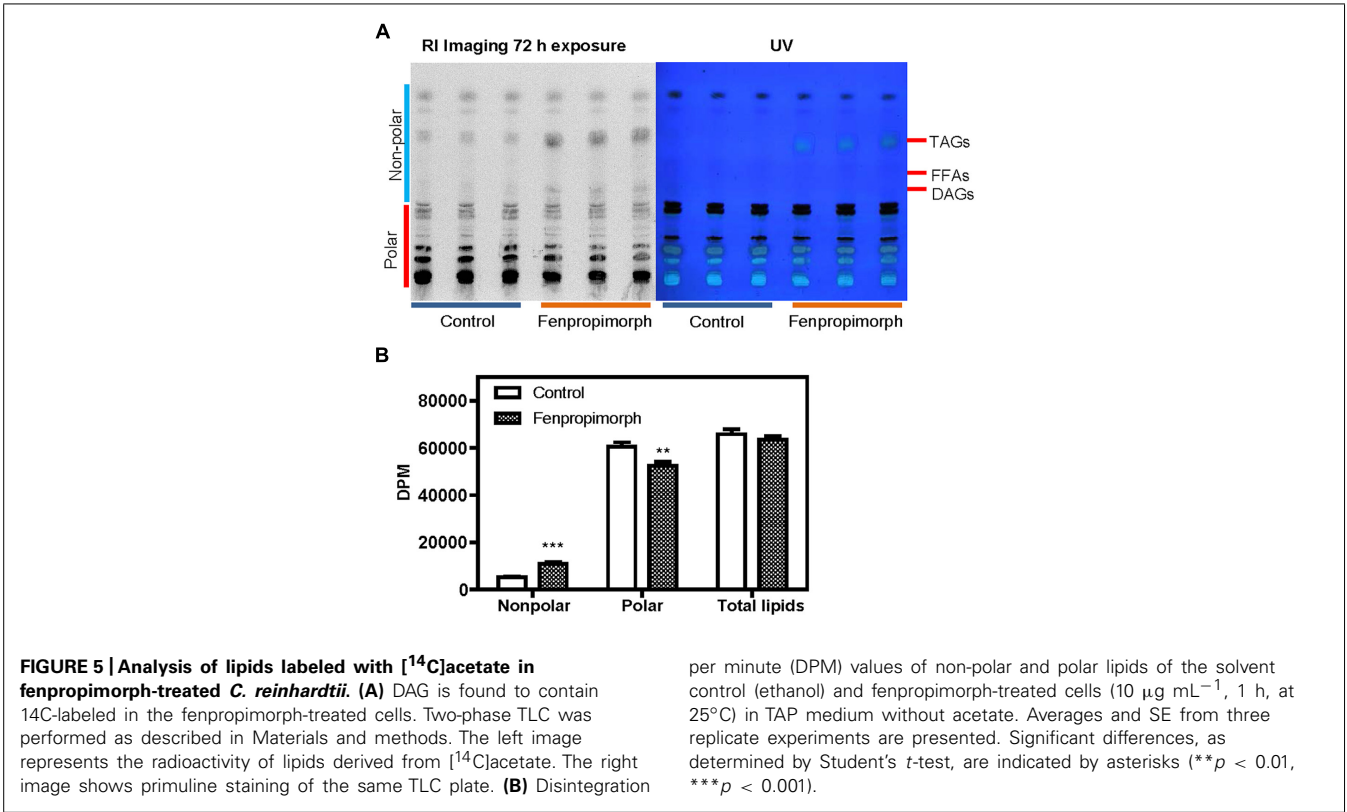 A
RI Imaging 72 h exposure
UV
Non-polar
Polar
TAGs
FFAs
DAGs
Control
Fenpropimorph
Control
Fenpropimorph
B
Control
Fenpropimorph
DPM
80000
60000
40000
20000
0
***
**
Nonpolar
Polar
Total lipids
FIGURE 5 | Analysis of lipids labeled with [14C]acetate in
fenpropimorph-treated C. reinhardtii. (A) DAG is found to contain
14C-labeled in the fenpropimorph-treated cells. Two-phase TLC was
performed as described in Materials and methods. The left image
represents the radioactivity of lipids derived from [14C]acetate. The right
image shows primuline staining of the same TLC plate. (B) Disintegration
per minute (DPM) values of non-polar and polar lipids of the solvent
control (ethanol) and fenpropimorph-treated cells (10 μg mL−1, 1 h, at
25°C) in TAP medium without acetate. Averages and SE from three
replicate experiments are presented. Significant differences, as
determined by Student's t-test, are indicated by asterisks (**p < 0.01,
***p < 0.001).